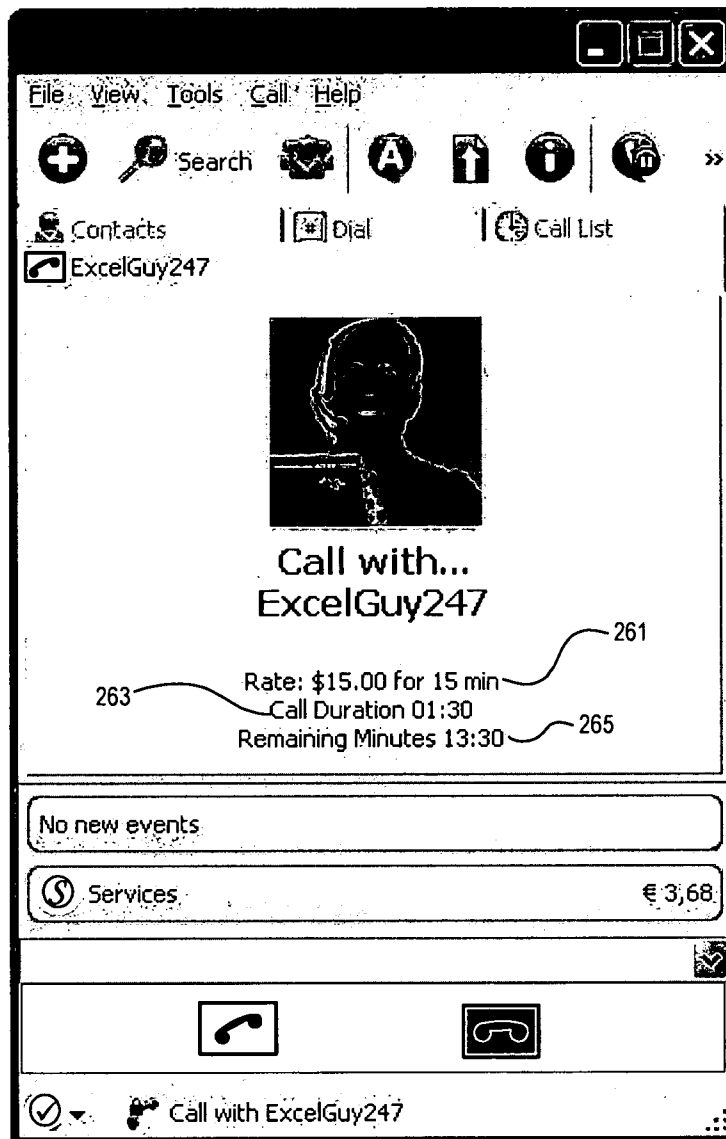 File View Tools Call Help
Search A i »
Contacts # Dial Call List
ExcelGuy247
Call with...
ExcelGuy247
261
Rate: $15.00 for 15 min
263
Call Duration 01:30
265
Remaining Minutes 13:30
No new events
S Services € 3,68
Call with ExcelGuy247